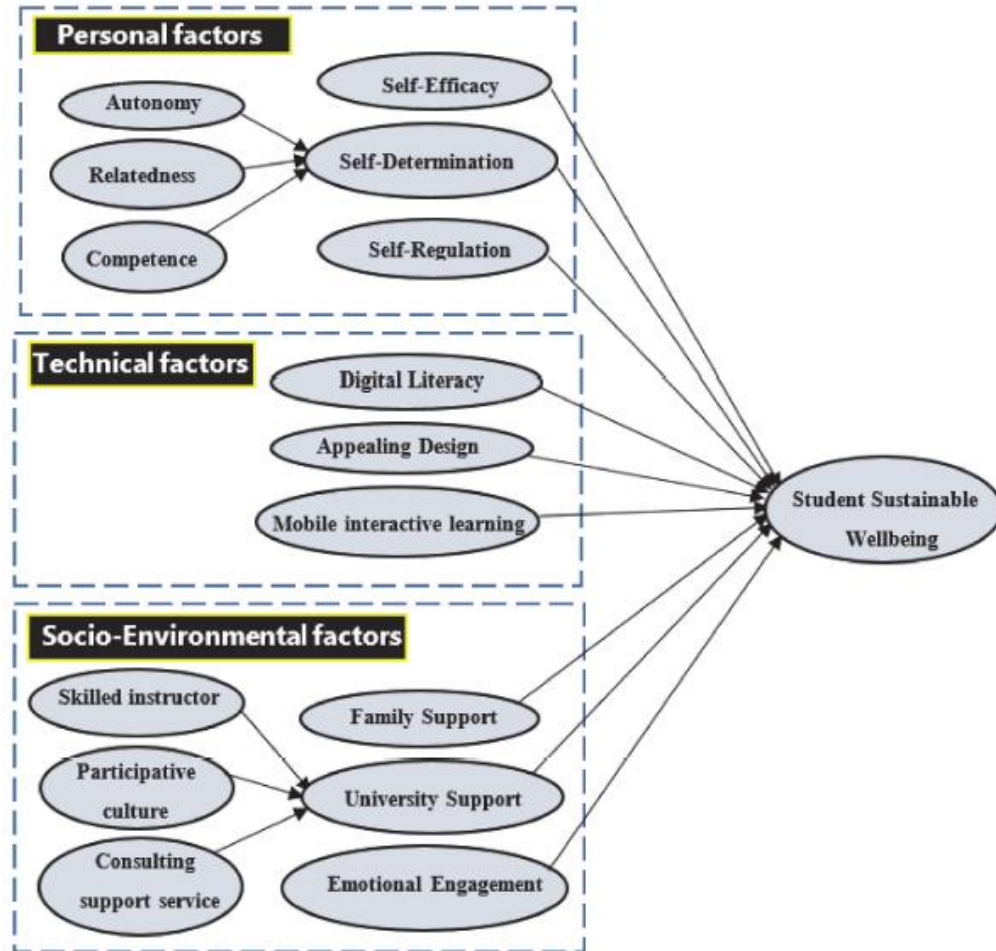 Personal factors
Autonomy
Relatedness
Competence
Self-Efficacy
Self-Determination
Self-Regulation
Technical factors
Digital Literacy
Appealing Design
Mobile interactive learning
Socio-Environmental factors
Skilled instructor
Participative
culture
Consulting
support service
Family Support
University Support
Emotional Engagement
Student Sustainable
Wellbeing